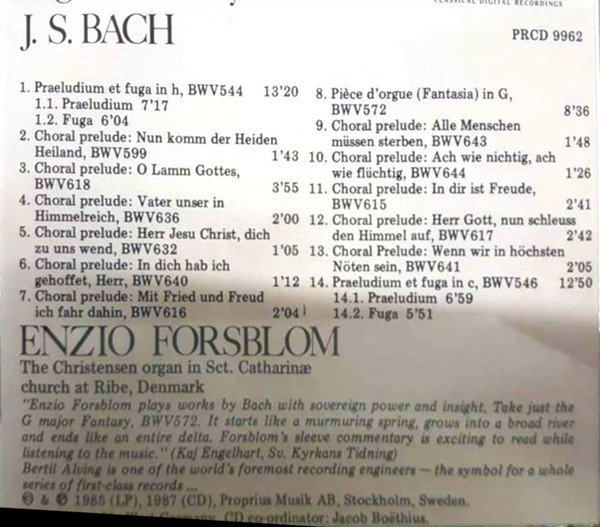 CLASSICAL DIGITAL RECORDINGS
J. S. BACH
PRCD 9962
1. Praeludium et fuga in h, BWV544 13'20
1.1. Praeludium 7'17
1.2. Fuga 6'04
2. Choral prelude: Nun komm der Heiden
Heiland, BWV599 1'43
3. Choral prelude: O Lamm Gottes,
BWV618 3'55
4. Choral prelude: Vater unser in
Himmelreich, BWV636 2'00
5. Choral prelude: Herr Jesu Christ, dich
zu uns wend, BWV632 1'05
6. Choral prelude: In dich hab ich
gehoffet, Herr, BWV640 1'12
7. Choral prelude: Mit Fried und Freud
ich fahr dahin, BWV616 2'04
8. Pièce d'orgue (Fantasia) in G,
BWV572 8'36
9. Choral prelude: Alle Menschen
müssen sterben, BWV643 1'48
10. Choral prelude: Ach wie nichtig, ach
wie flüchtig, BWV644 1'26
11. Choral prelude: In dir ist Freude,
BWV615 2'41
12. Choral prelude: Herr Gott, nun schleuss
den Himmel auf, BWV617 2'42
13. Choral Prelude: Wenn wir in höchsten
Nöten sein, BWV641 2'05
14. Praeludium et fuga in c, BWV546 12'50
14.1. Praeludium 6'59
14.2. Fuga 5'51
ENZIO FORSBLOM
The Christensen organ in Sct. Catharinæ
church at Ribe, Denmark
"Enzio Forsblom plays works by Bach with sovereign power and insight. Take just the
G major Fantasy, BWV572. It starts like a murmuring spring, grows into a broad river
and ends like an entire delta. Forsblom's sleeve commentary is exciting to read while
listening to the music." (Kaj Engelhart, Sv. Kyrkans Tidning)
Bertil Alving is one of the world's foremost recording engineers — the symbol for a whole
series of first-class records ...
© & ℗ 1985 (LP), 1987 (CD), Proprius Musik AB, Stockholm, Sweden.
Germany. CD co-ordinator: Jacob Boëthius.